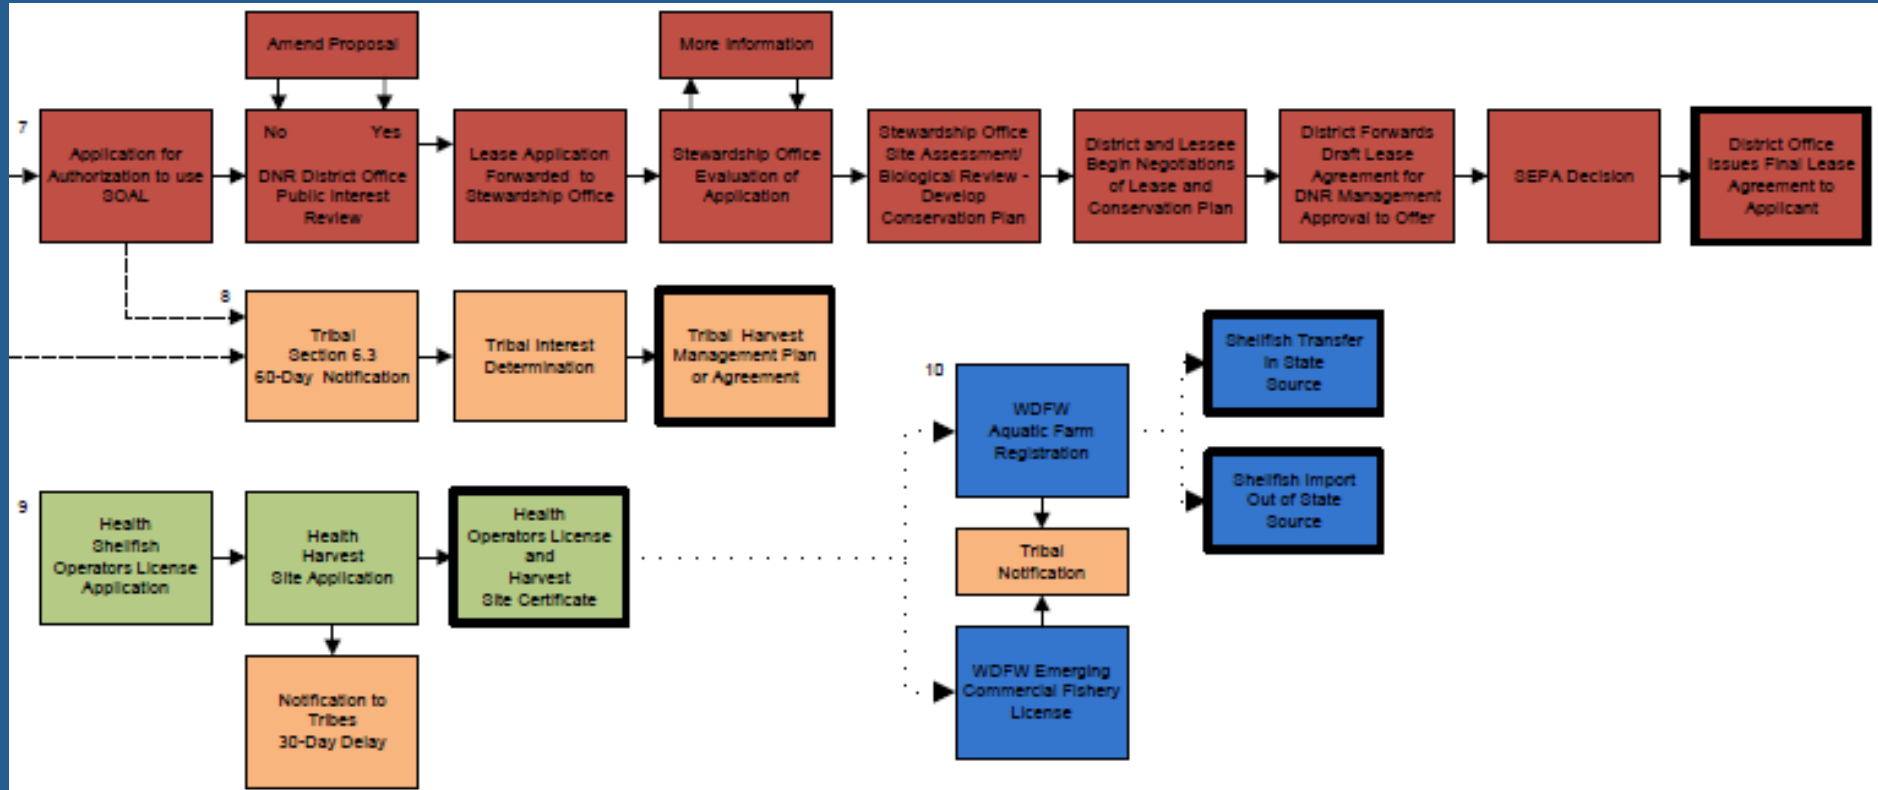 Amend Proposal
More Information
7
Application for
Authorization to use
SOAL
No Yes
DNR District Office
Public Interest
Review
Lease Application
Forwarded to
Stewardship Office
Stewardship Office
Evaluation of
Application
Stewardship Office
Site Assessment/
Biological Review -
Develop
Conservation Plan
District and Lessee
Begin Negotiations
of Lease and
Conservation Plan
District Forwards
Draft Lease
Agreement for
DNR Management
Approval to Offer
SEPA Decision
District Office
Issues Final Lease
Agreement to
Applicant
8
Tribal
Section 6.3
60-Day Notification
Tribal Interest
Determination
Tribal Harvest
Management Plan
or Agreement
10
WDFW
Aquatic Farm
Registration
Shellfish Transfer
In State
Source
Shellfish Import
Out of State
Source
9
Health
Shellfish
Operators License
Application
Health
Harvest
Site Application
Health
Operators License
and
Harvest
Site Certificate
Tribal
Notification
Notification to
Tribes
30-Day Delay
WDFW Emerging
Commercial Fishery
License